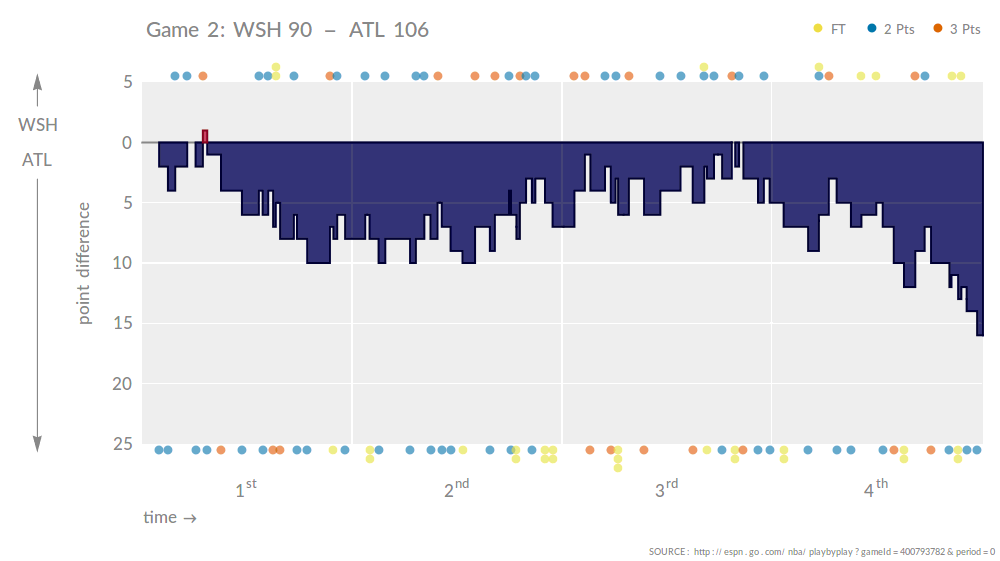 Game 2: WSH 90 – ATL 106
FT
2 Pts
3 Pts
WSH
ATL
point difference
5
0
5
10
15
20
25
1st
2nd
3rd
4th
time →
SOURCE: http://espn.go.com/nba/playbyplay?gameId=400793782&period=0